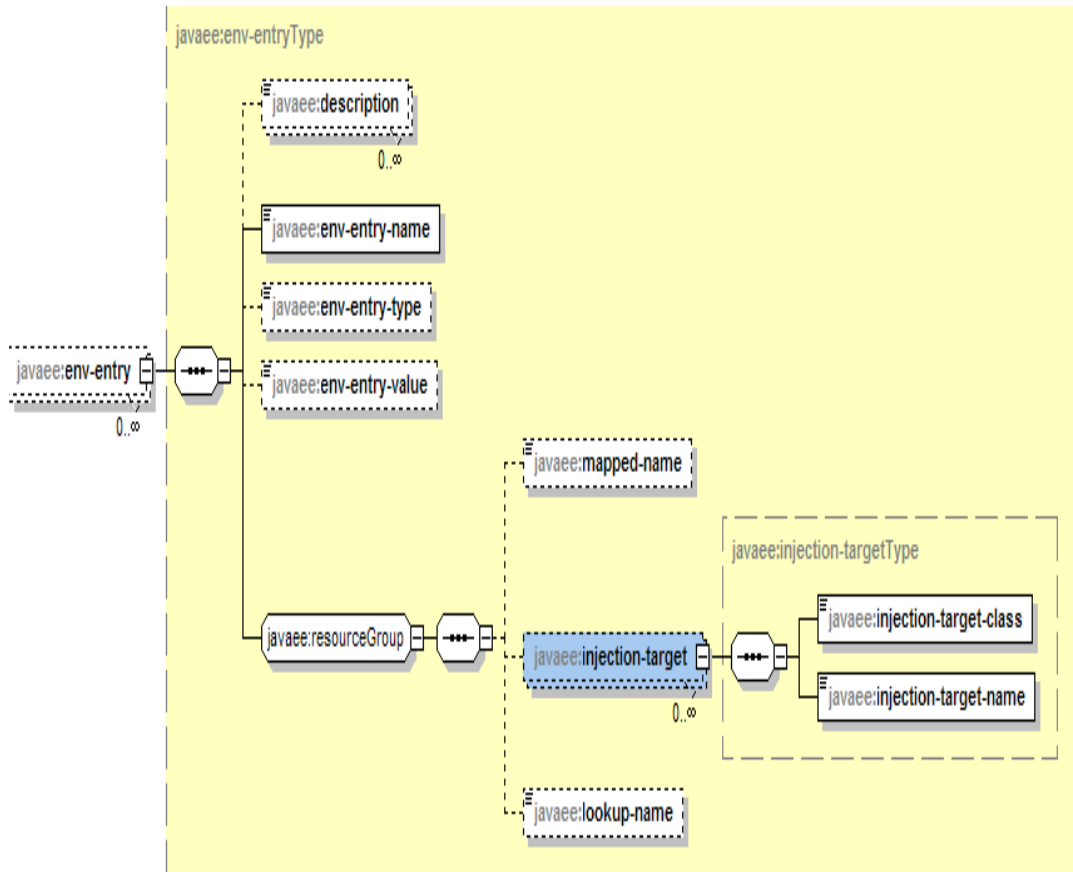 javaee:env-entryType
javaee:description
0..∞
javaee:env-entry-name
javaee:env-entry-type
javaee:env-entry
0..∞
javaee:env-entry-value
javaee:mapped-name
javaee:injection-targetType
javaee:resourceGroup
javaee:injection-target
0..∞
javaee:injection-target-class
javaee:injection-target-name
javaee:lookup-name